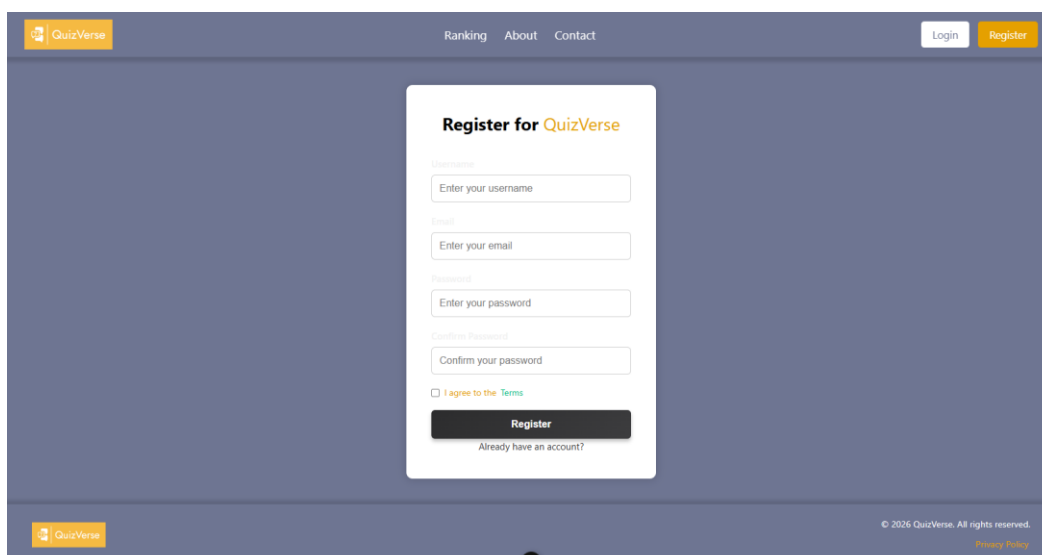 QuizVerse
Ranking About Contact
Login Register
Register for QuizVerse
Username
Enter your username
Email
Enter your email
Password
Enter your password
Confirm Password
Confirm your password
I agree to the Terms
Register
Already have an account?
QuizVerse
© 2026 QuizVerse. All rights reserved.
Privacy Policy